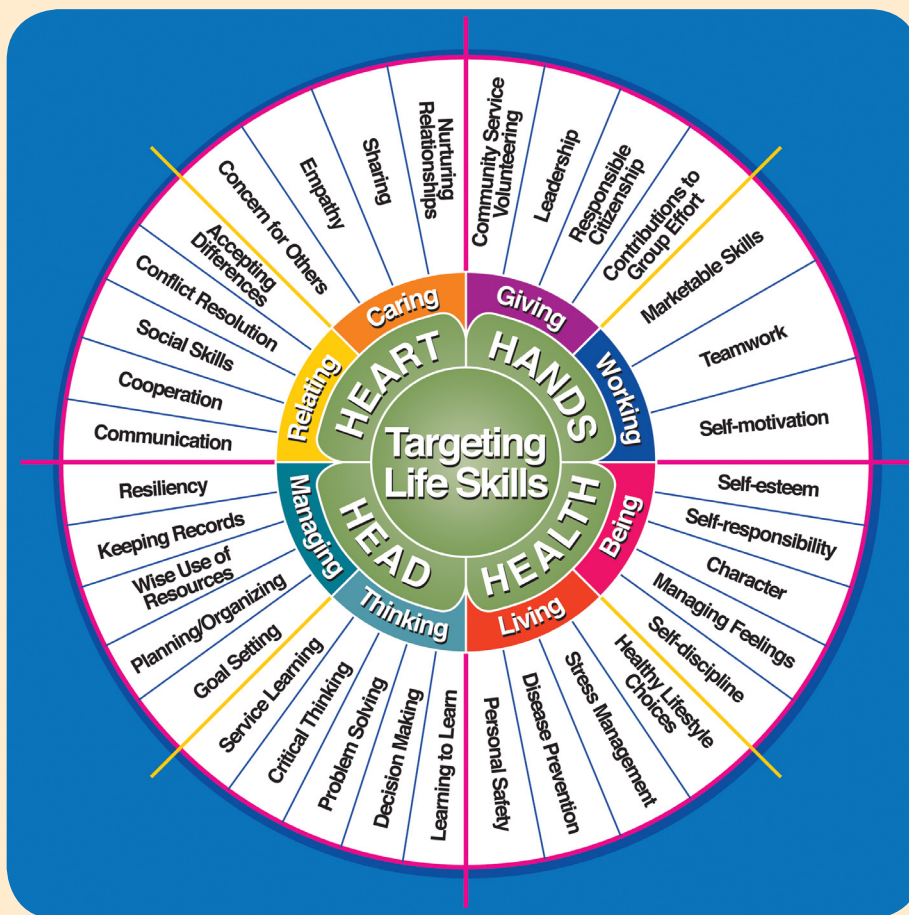 Targeting
Life Skills
HEART
HANDS
HEALTH
HEAD
Caring
Giving
Working
Being
Living
Thinking
Managing
Relating
Nurturing
Relationships
Sharing
Empathy
Concern for Others
Community Service
Volunteering
Leadership
Responsible
Citizenship
Contributions to
Group Effort
Marketable Skills
Teamwork
Self-motivation
Self-esteem
Self-responsibility
Character
Managing Feelings
Self-discipline
Healthy Lifestyle
Choices
Stress Management
Disease Prevention
Personal Safety
Learning to Learn
Decision Making
Problem Solving
Critical Thinking
Service Learning
Goal Setting
Planning/Organizing
Wise Use of
Resources
Keeping Records
Resiliency
Communication
Cooperation
Social Skills
Conflict Resolution
Accepting
Differences